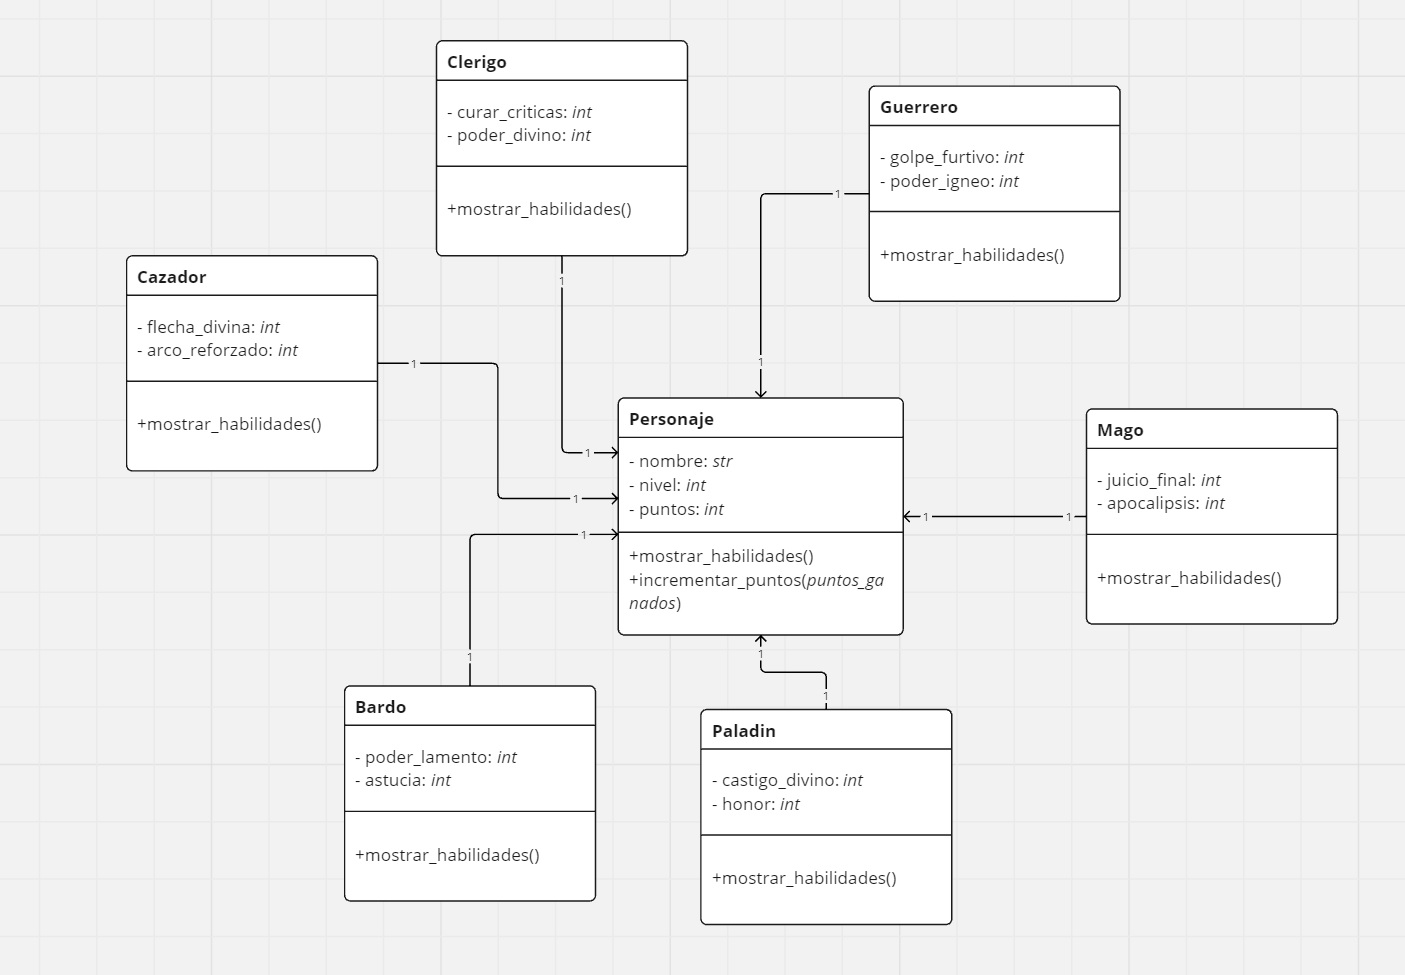 Clerigo
- curar_criticas: int
- poder_divino: int
+mostrar_habilidades()
1
1
Guerrero
- golpe_furtivo: int
- poder_igneo: int
+mostrar_habilidades()
1
1
Cazador
- flecha_divina: int
- arco_reforzado: int
+mostrar_habilidades()
1
1
Personaje
- nombre: str
- nivel: int
- puntos: int
+mostrar_habilidades()
+incrementar_puntos(puntos_ga
nados)
Mago
- juicio_final: int
- apocalipsis: int
+mostrar_habilidades()
1
1
Bardo
- poder_lamento: int
- astucia: int
+mostrar_habilidades()
1
1
Paladin
- castigo_divino: int
- honor: int
+mostrar_habilidades()
1
1